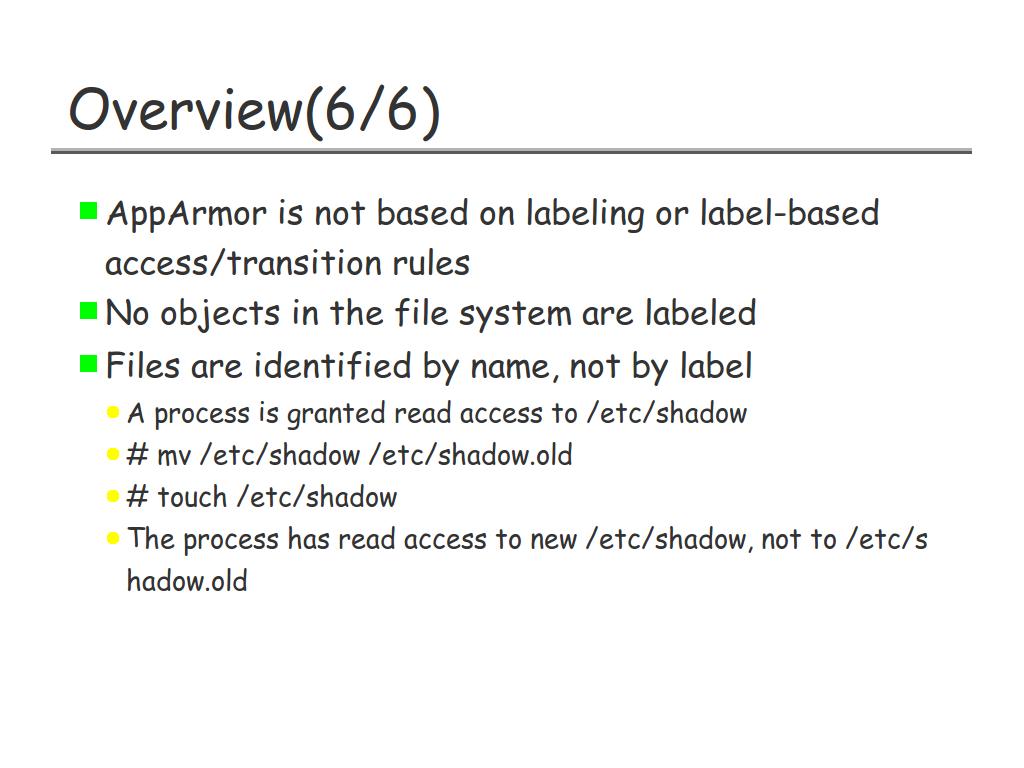 Overview(6/6)
AppArmor is not based on labeling or label-based
access/transition rules
No objects in the file system are labeled
Files are identified by name, not by label
A process is granted read access to /etc/shadow
# mv /etc/shadow /etc/shadow.old
# touch /etc/shadow
The process has read access to new /etc/shadow, not to /etc/s
hadow.old